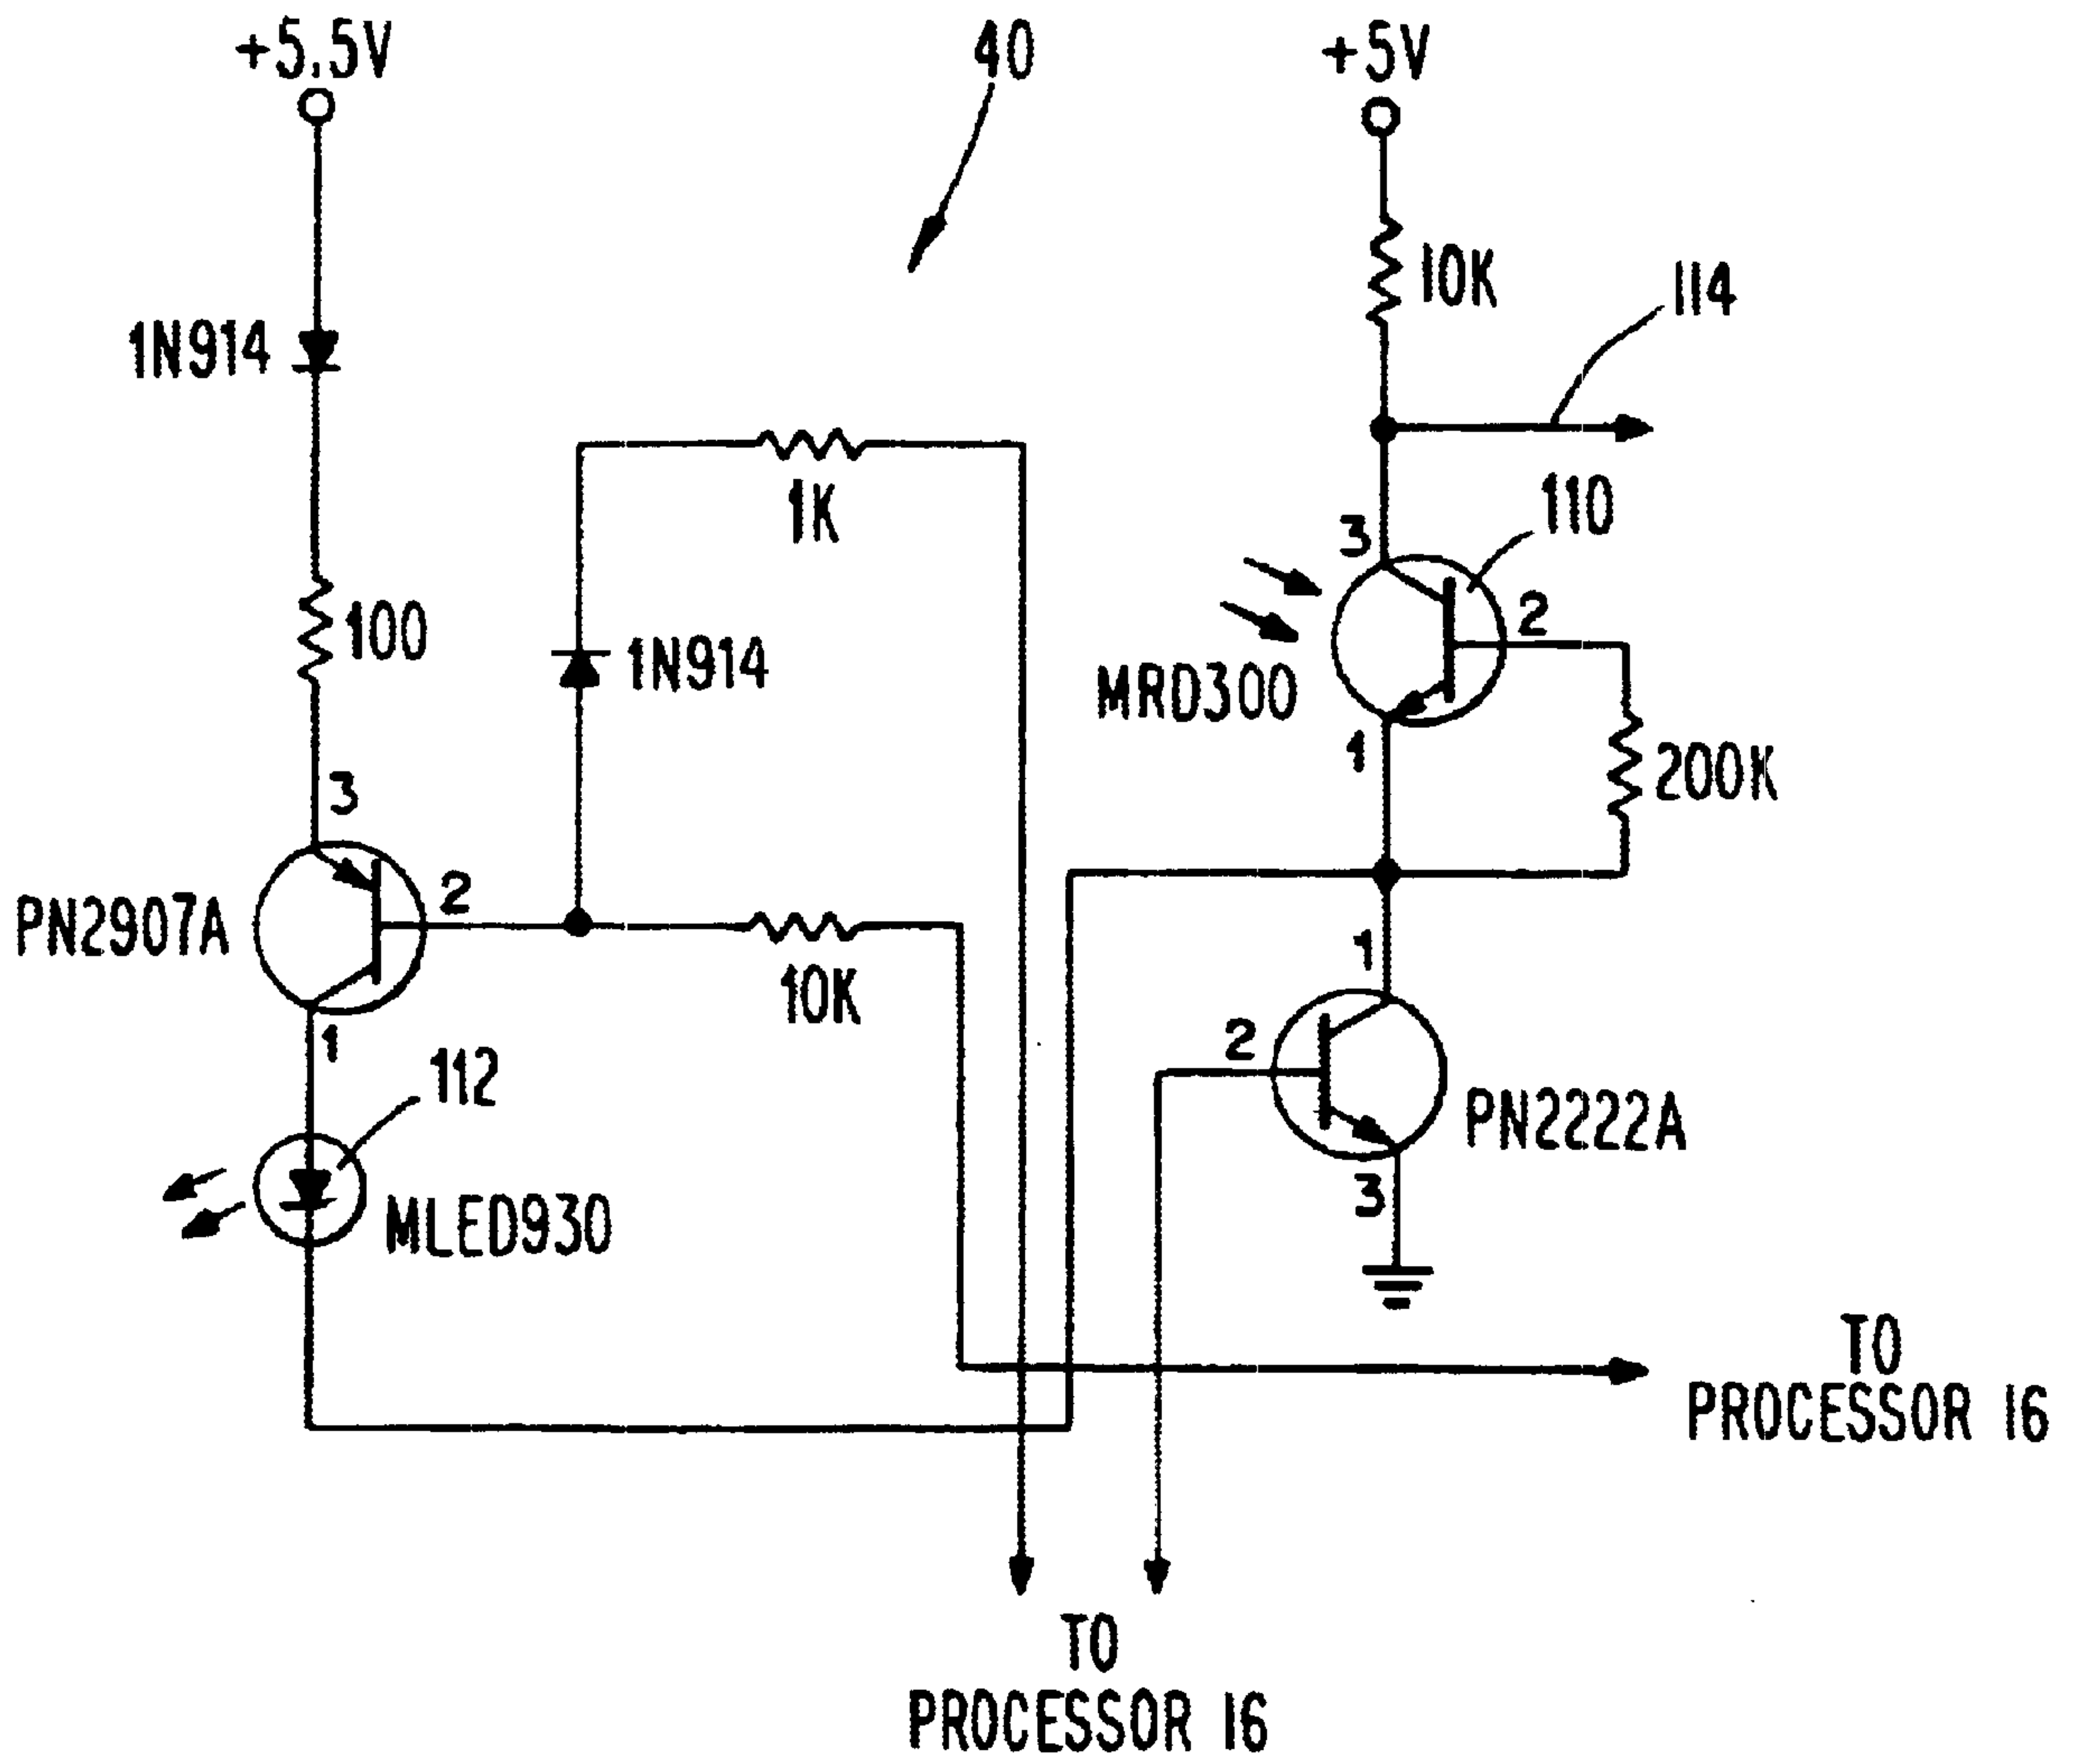 +5.5V
40
+5V
10K
114
1N914
1K
110
3
2
100
1N914
MRD300
1
200K
3
PN2907A
2
10K
1
1
2
112
PN2222A
3
MLED930
TO
PROCESSOR 16
TO
PROCESSOR 16